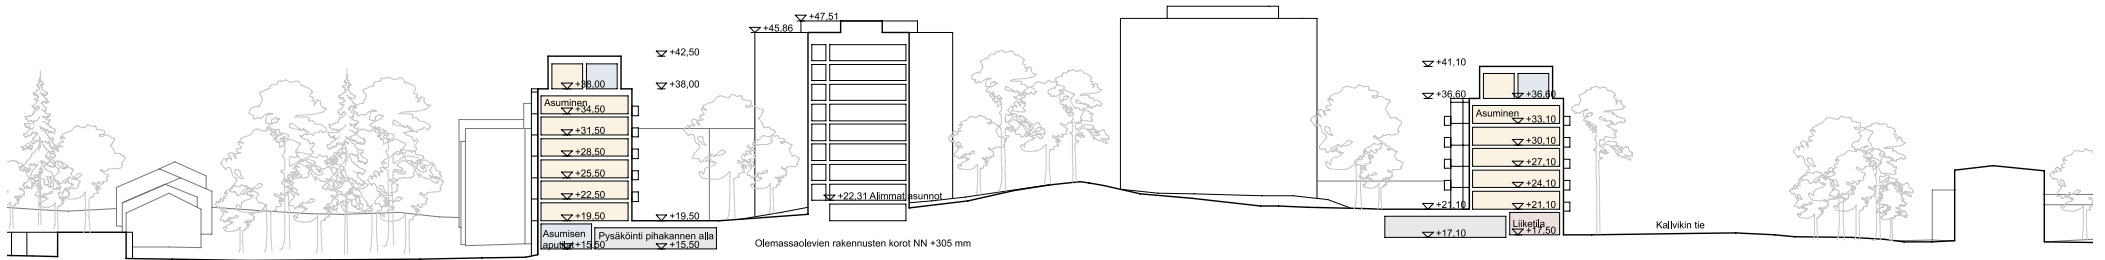 +47,51
+45.86
+42,50
+38,00
+38,00
Asuminen
+34,50
+31,50
+28,50
+25,50
+22,50
+19,50
+19,50
Asumisen
aputila
+15,50
Pysäköinti pihakannen alla
+15,50
+22,31 Alimmat asunnot
Olemassaolevien rakennusten korot NN +305 mm
+41,10
+36,60
+36,60
Asuminen
+33,10
+30,10
+27,10
+24,10
+21,10
+21,10
Liiketila
+17,10
+17,50
Kallvikin tie